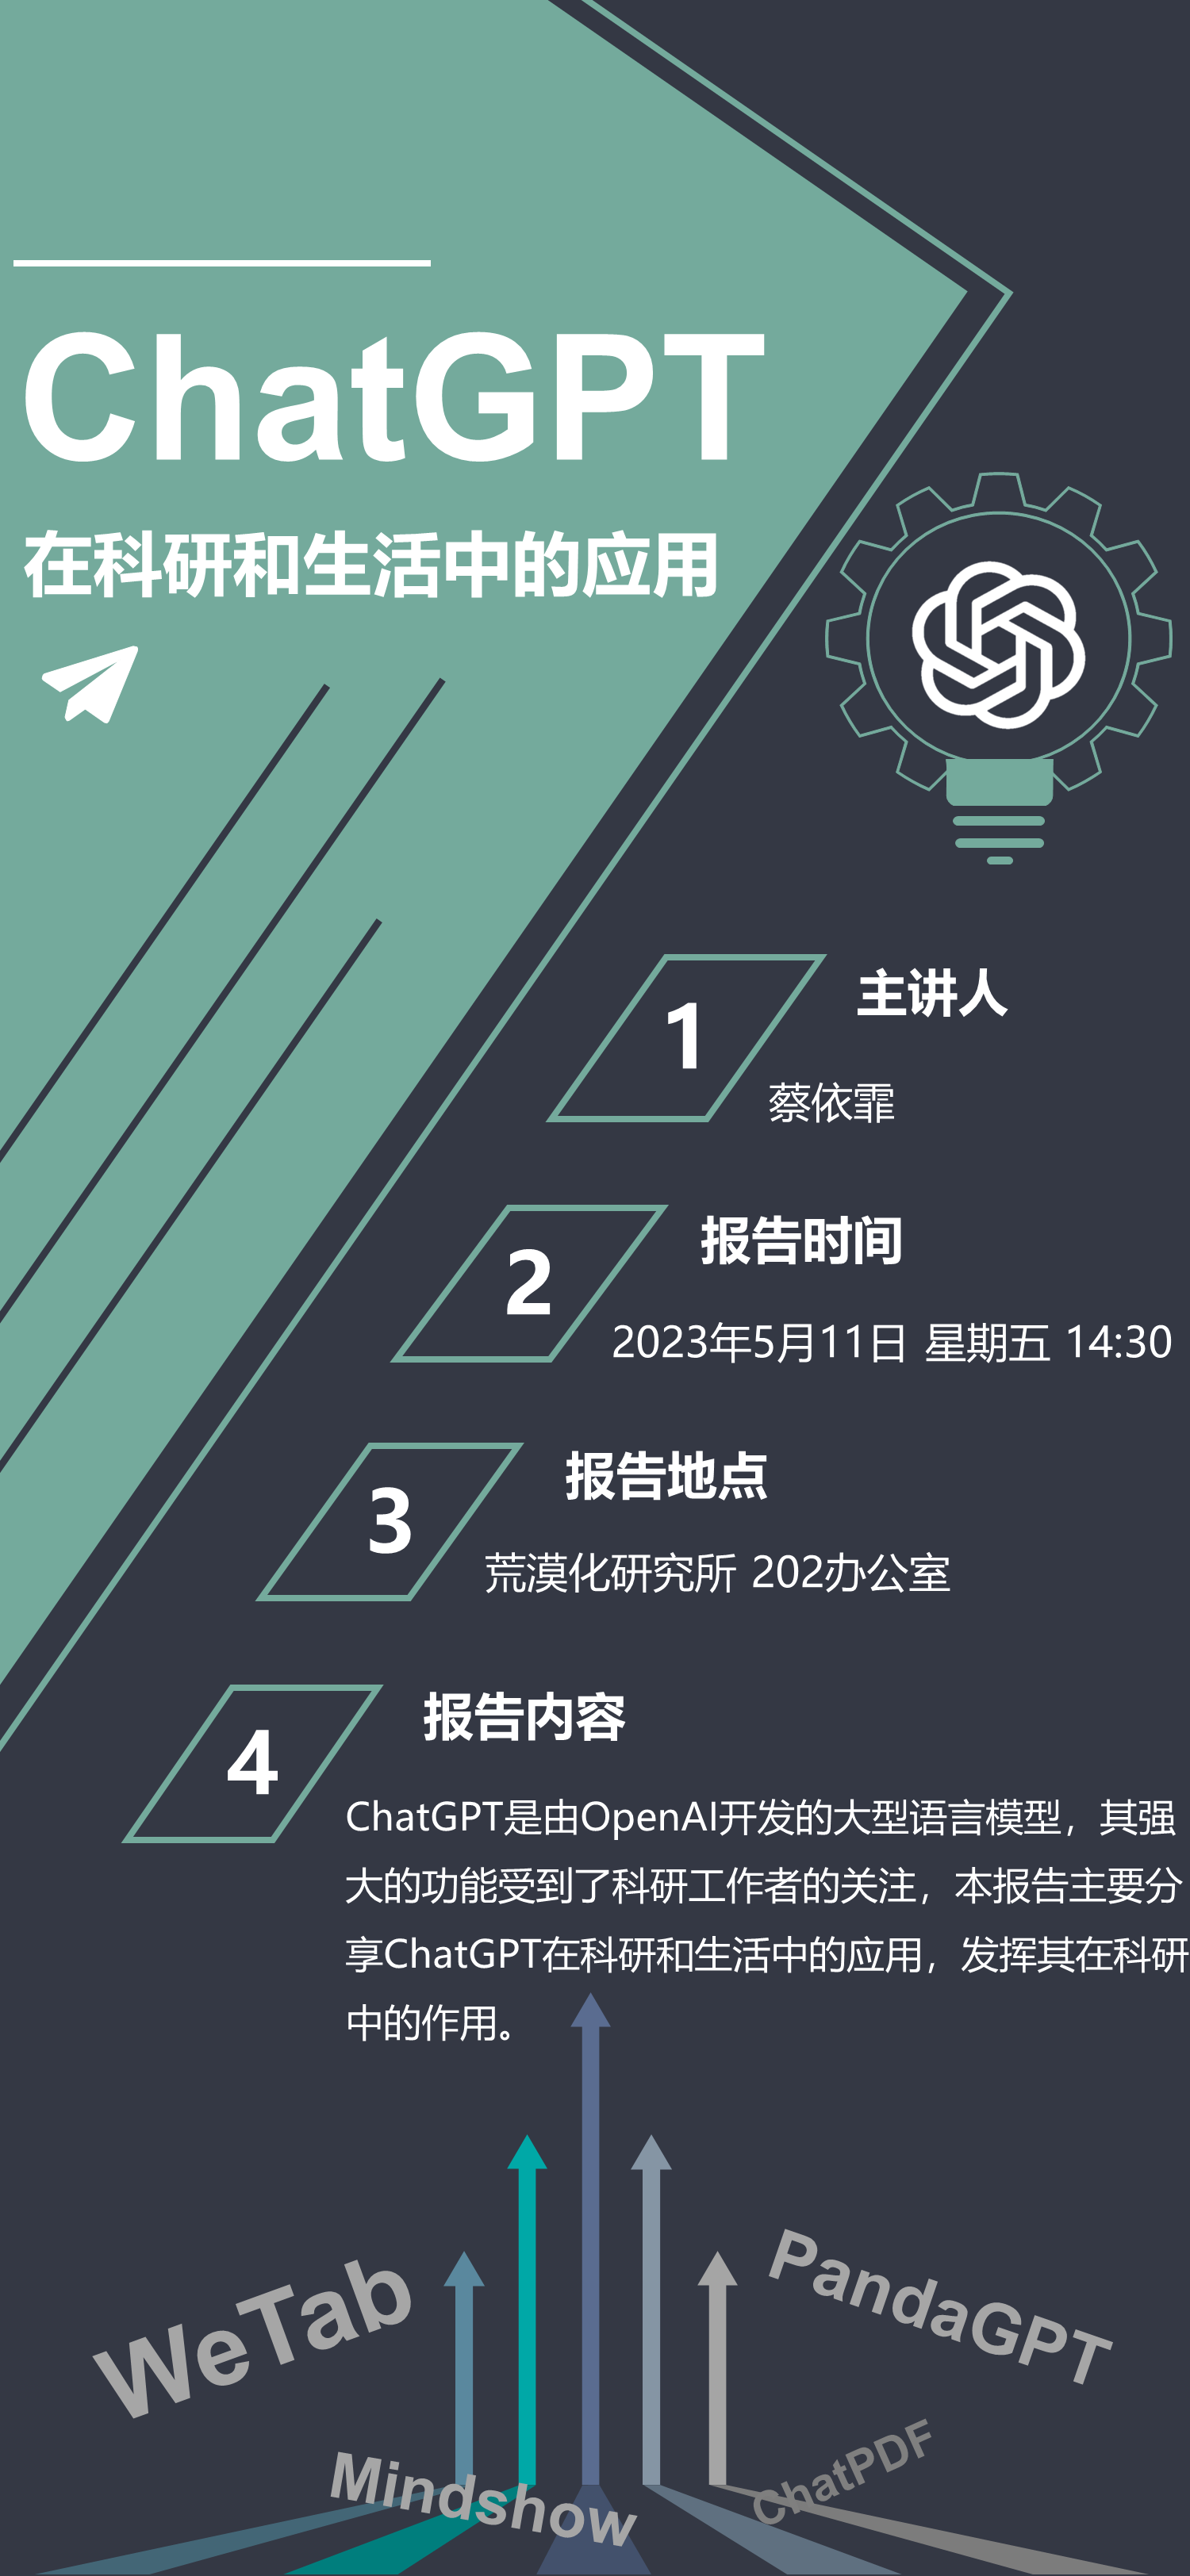 ChatGPT
在科研和生活中的应用
1
主讲人
蔡依霏
2
报告时间
2023年5月11日 星期五 14:30
3
报告地点
荒漠化研究所 202办公室
4
报告内容
ChatGPT是由OpenAI开发的大型语言模型，其强
大的功能受到了科研工作者的关注，本报告主要分
享ChatGPT在科研和生活中的应用，发挥其在科研
中的作用。
WeTab
PandaGPT
Mindshow
ChatPDF